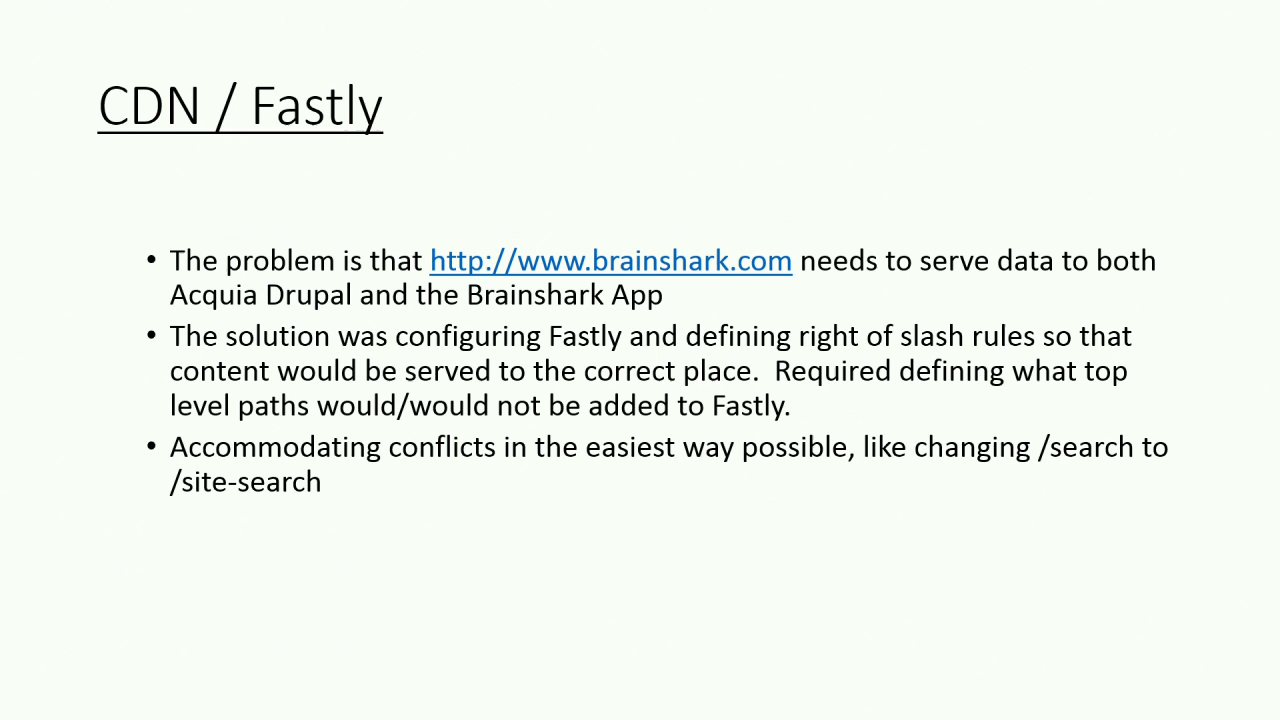 CDN / Fastly
• The problem is that http://www.brainshark.com needs to serve data to both
Acquia Drupal and the Brainshark App
• The solution was configuring Fastly and defining right of slash rules so that
content would be served to the correct place.  Required defining what top
level paths would/would not be added to Fastly.
• Accommodating conflicts in the easiest way possible, like changing /search to
/site-search